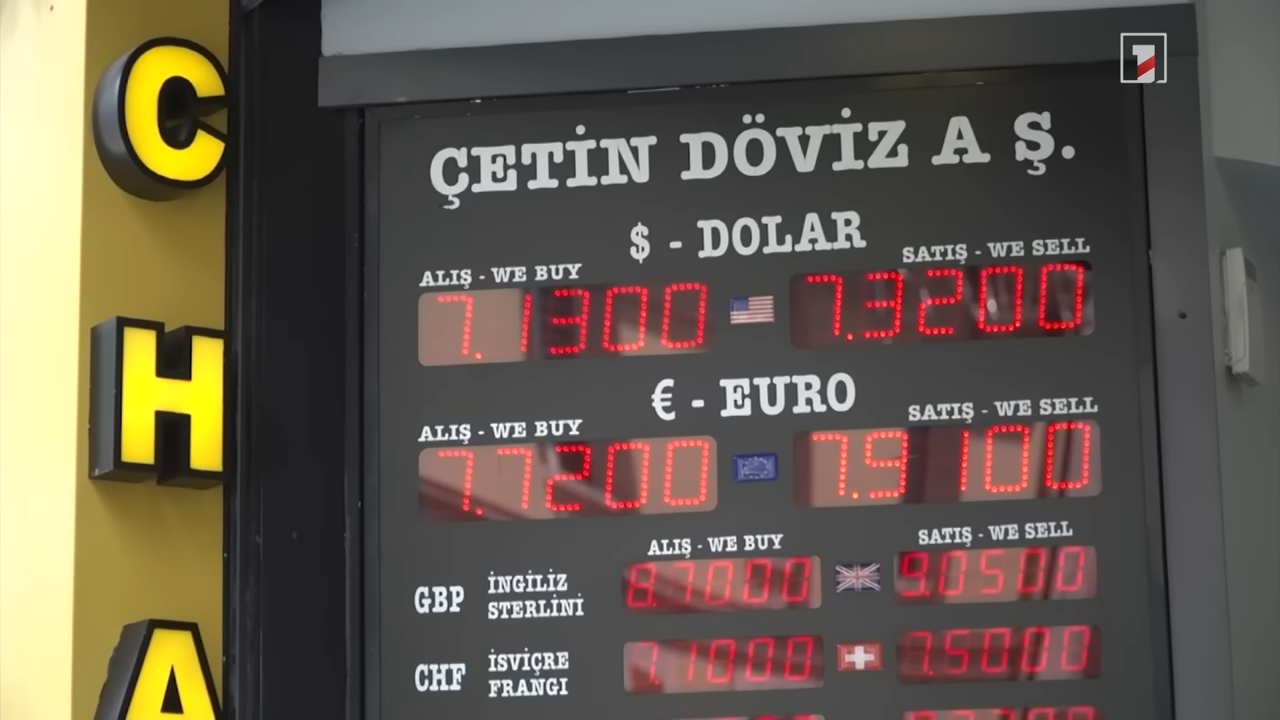 C
H
A
1
ÇETİN DÖVİZ A Ş.
$ - DOLAR
ALIŞ - WE BUY
SATIŞ - WE SELL
7.1300
7.3200
€ - EURO
ALIŞ - WE BUY
SATIŞ - WE SELL
7.7200
7.9100
ALIŞ - WE BUY
SATIŞ - WE SELL
GBP
İNGİLİZ
STERLİNİ
8.7000
9.0500
CHF
İSVİÇRE
FRANGI
7.1000
7.5000